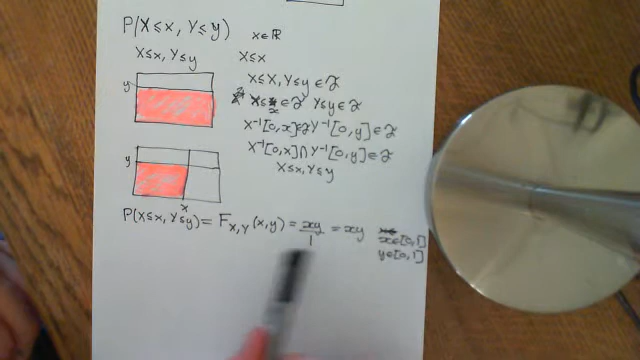 P(X≤x, Y≤y) x∈ℝ
X≤x, Y≤y X≤x
X≤x, Y≤y∈ℱ
y
X≤x∈ℱ Y≤y∈ℱ
X⁻¹[0,x]∈ℱ Y⁻¹[0,y]∈ℱ
X⁻¹[0,x]∩Y⁻¹[0,y]∈ℱ
y
X≤x, Y≤y
x
P(X≤x, Y≤y) = F_{X,Y}(x,y) = xy/1 = xy x∈[0,1]
y∈[0,1]